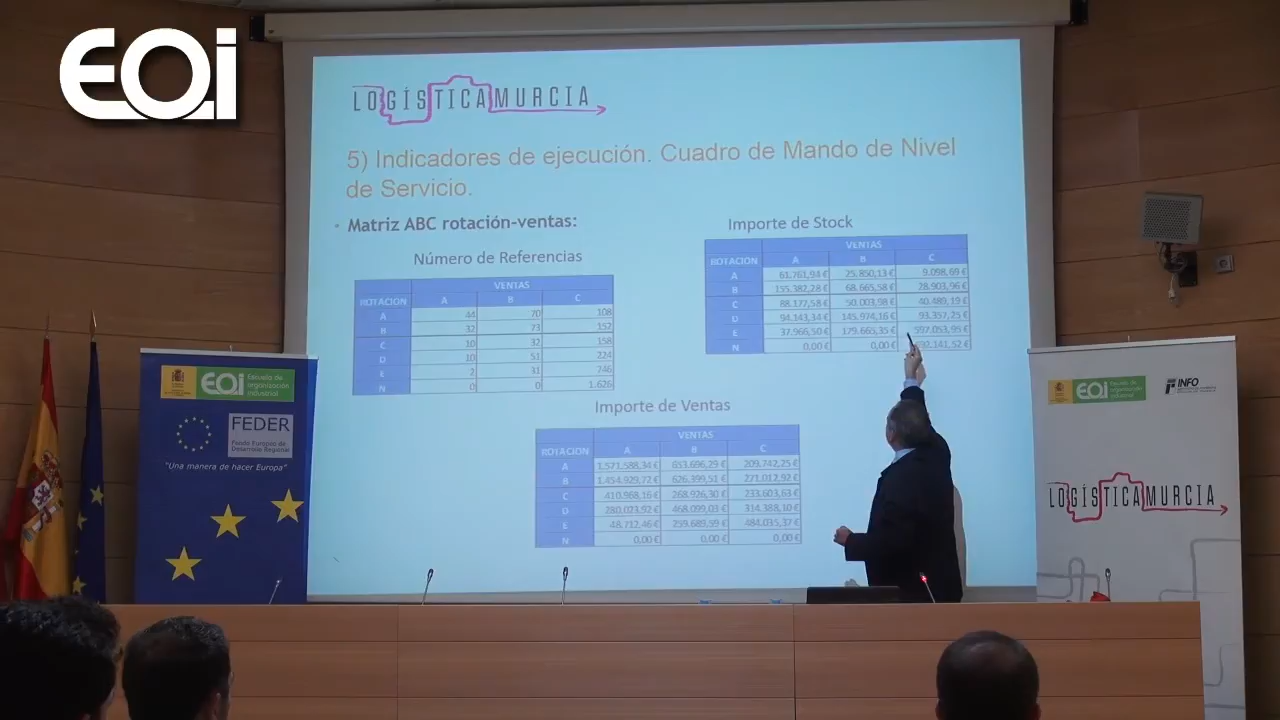 EOi
LOGÍSTICAMURCIA
5) Indicadores de ejecución. Cuadro de Mando de Nivel
de Servicio.
- Matriz ABC rotación-ventas:
Número de Referencias
VENTAS
ROTACION A B C
A 44 70 108
B 32 73 152
C 10 32 158
D 10 51 224
E 2 31 746
N 0 0 1.626
Importe de Stock
VENTAS
ROTACION A B C
A 61.761,94 € 25.850,13 € 9.098,69 €
B 155.382,28 € 68.665,58 € 28.903,96 €
C 88.177,58 € 50.003,98 € 40.489,19 €
D 94.143,34 € 145.974,16 € 93.357,25 €
E 37.966,50 € 179.665,35 € 597.053,95 €
N 0,00 € 0,00 €
Importe de Ventas
VENTAS
ROTACION A B C
A 1.571.588,34 € 853.696,29 € 209.742,25 €
B 1.454.929,72 € 626.399,51 € 271.012,92 €
C 410.968,16 € 268.926,30 € 233.603,63 €
D 280.023,92 € 468.099,03 € 314.388,10 €
E 48.712,46 € 259.689,59 € 484.035,37 €
N 0,00 € 0,00 € 0,00 €
EOi Escuela de
organización
industrial
FEDER
Fondo Europeo de
Desarrollo Regional
"Una manera de hacer Europa"
EOi Escuela de
organización
industrial
INFO
LOGÍSTICAMURCIA